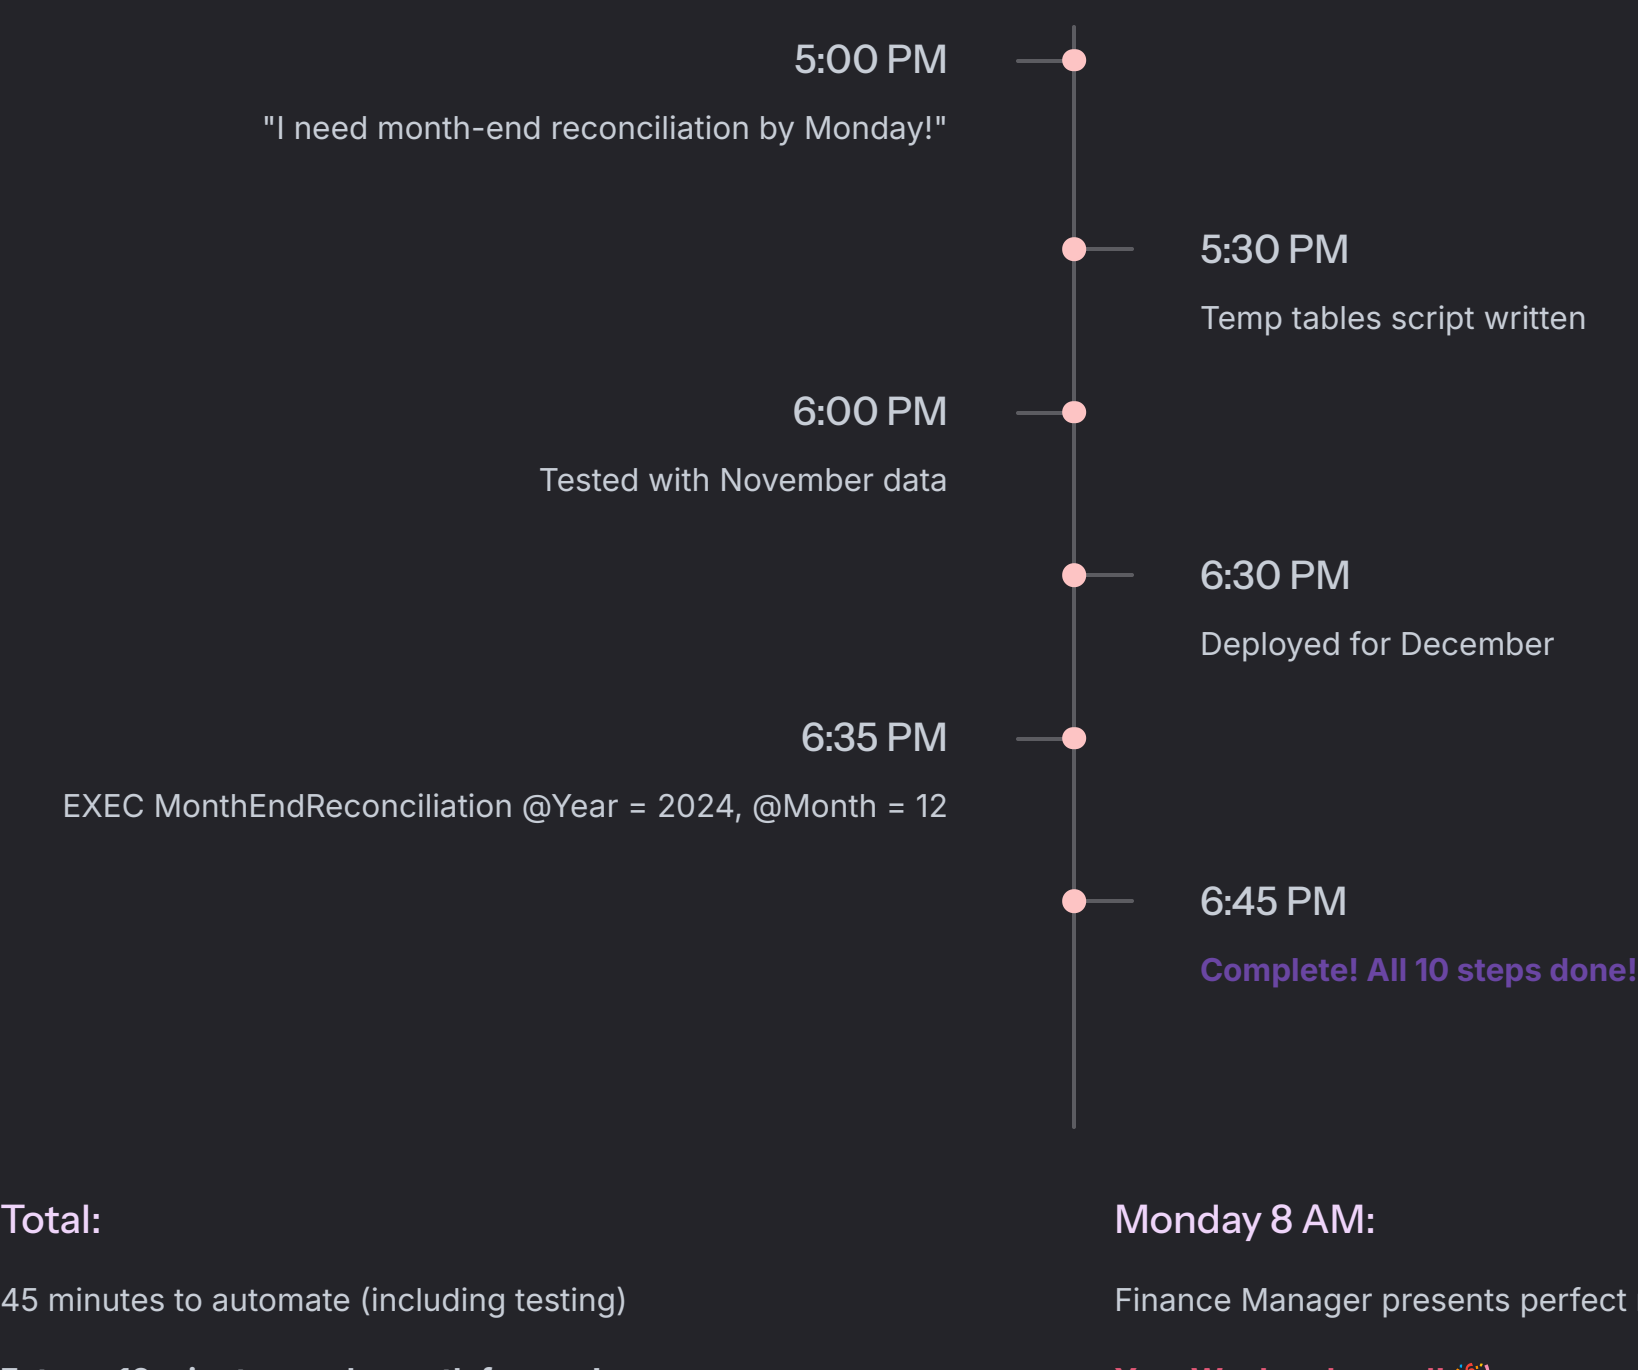 5:00 PM
"I need month-end reconciliation by Monday!"
5:30 PM
Temp tables script written
6:00 PM
Tested with November data
6:30 PM
Deployed for December
6:35 PM
EXEC MonthEndReconciliation @Year = 2024, @Month = 12
6:45 PM
Complete! All 10 steps done!
Total:
45 minutes to automate (including testing)
Monday 8 AM:
Finance Manager presents perfect